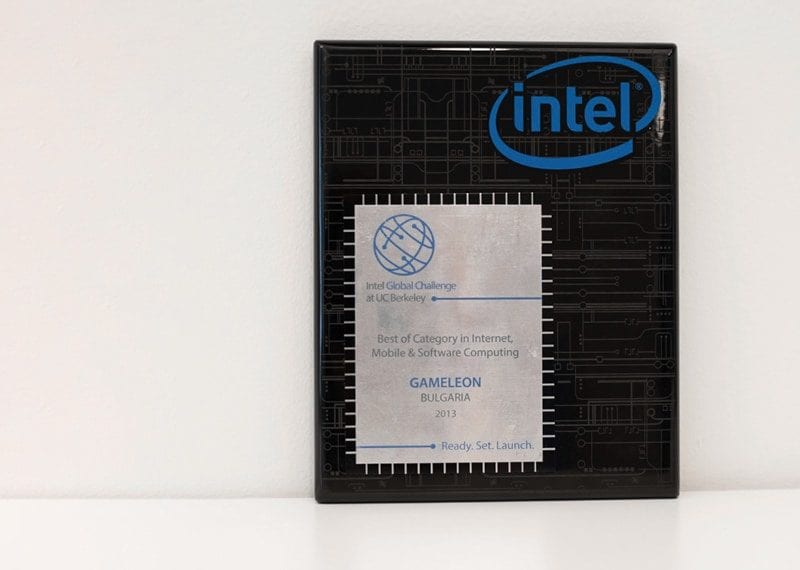 intel®
Intel Global Challenge
at UC Berkeley
Best of Category in Internet,
Mobile & Software Computing
GAMELEON
BULGARIA
2013
Ready. Set. Launch.